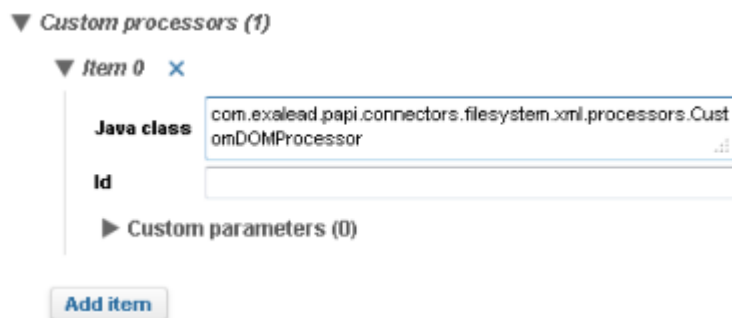 Custom processors (1)
Item 0 ×
Java class com.exalead.papi.connectors.filesystem.xml.processors.Cust
omDOMProcessor
Id
Custom parameters (0)
Add item